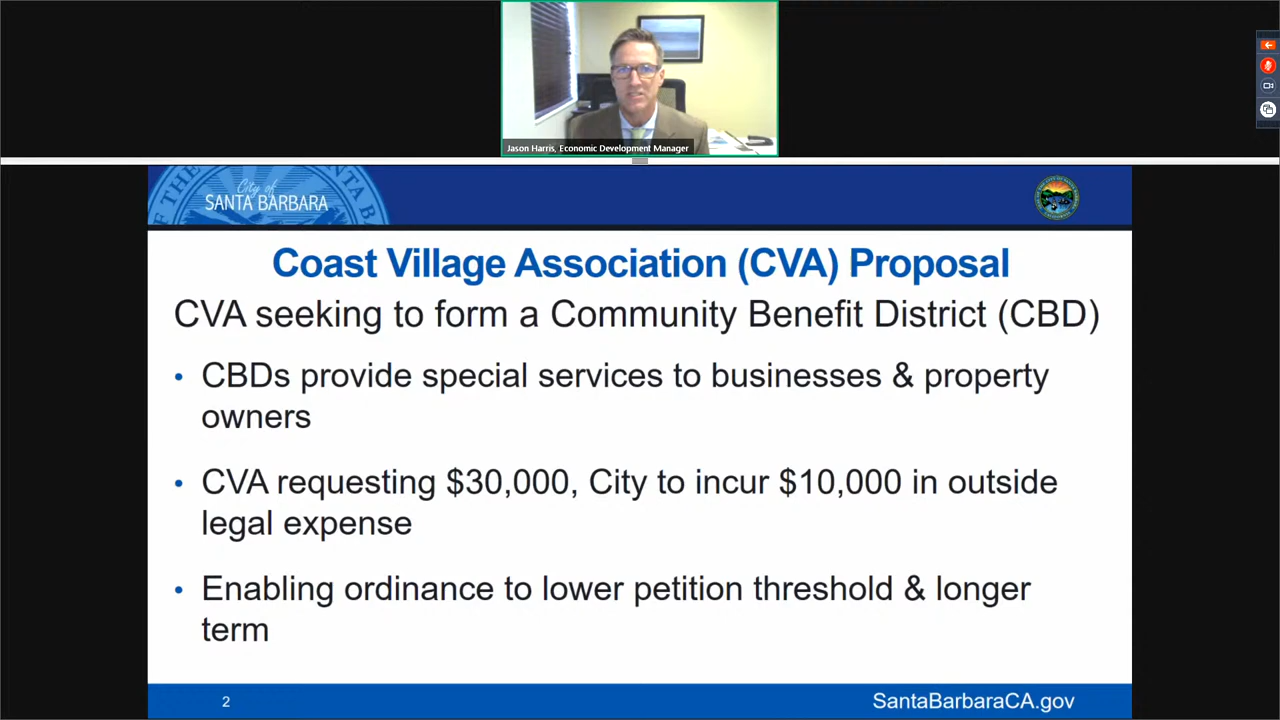 Jason Harris, Economic Development Manager
City of
SANTA BARBARA
Coast Village Association (CVA) Proposal
CVA seeking to form a Community Benefit District (CBD)
• CBDs provide special services to businesses & property
owners
• CVA requesting $30,000, City to incur $10,000 in outside
legal expense
• Enabling ordinance to lower petition threshold & longer
term
2
SantaBarbaraCA.gov